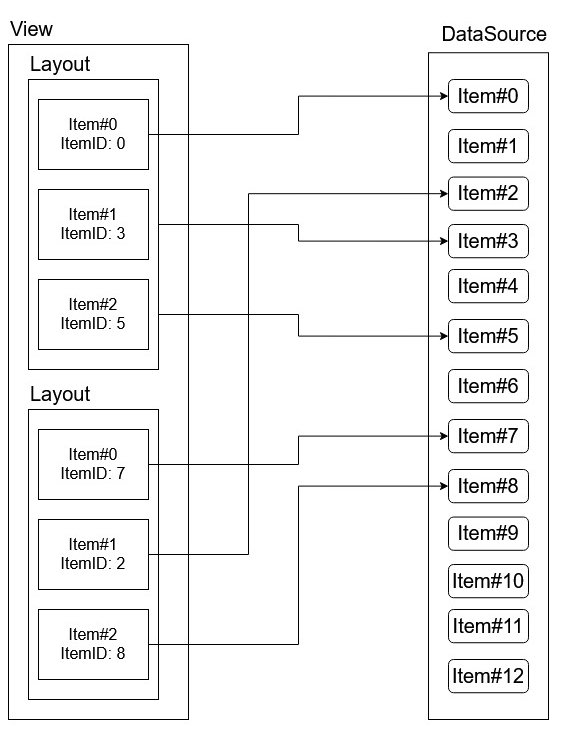 View
Layout
Item#0
ItemID: 0
Item#1
ItemID: 3
Item#2
ItemID: 5
Layout
Item#0
ItemID: 7
Item#1
ItemID: 2
Item#2
ItemID: 8
DataSource
Item#0
Item#1
Item#2
Item#3
Item#4
Item#5
Item#6
Item#7
Item#8
Item#9
Item#10
Item#11
Item#12